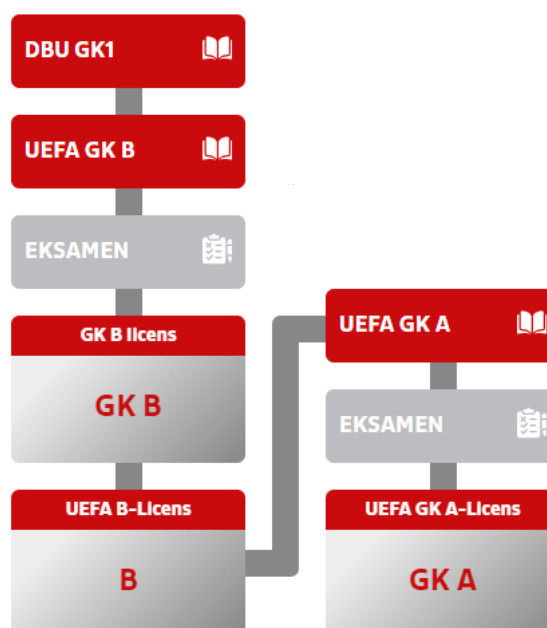 DBU GK1
UEFA GK B
EKSAMEN
GK B licens
GK B
UEFA B-Licens
B
UEFA GK A
EKSAMEN
UEFA GK A-Licens
GK A